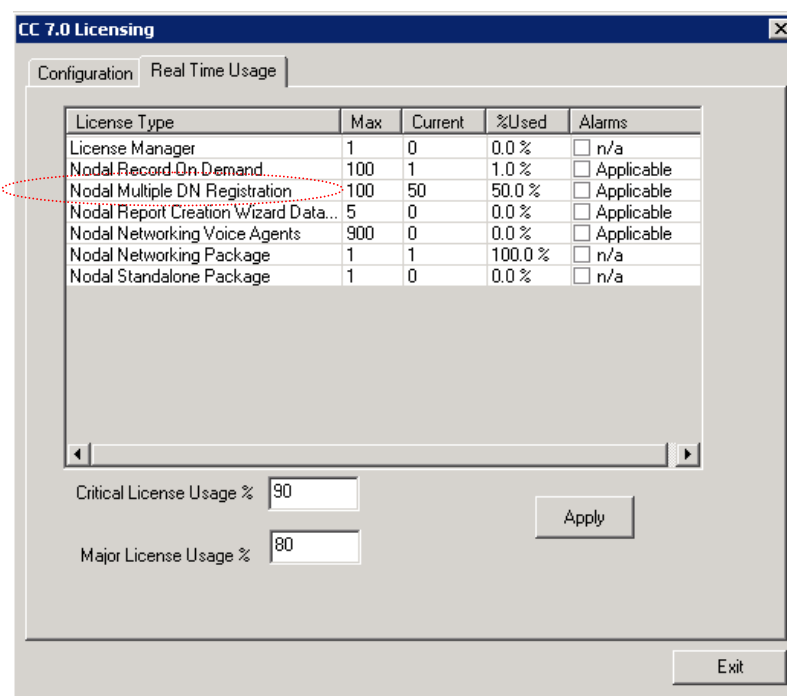 CC 7.0 Licensing
Configuration Real Time Usage
License Type Max Current %Used Alarms
License Manager 1 0 0.0 % n/a
Nodal Record On Demand 100 1 1.0 % Applicable
Nodal Multiple DN Registration 100 50 50.0 % Applicable
Nodal Report Creation Wizard Data... 5 0 0.0 % Applicable
Nodal Networking Voice Agents 900 0 0.0 % Applicable
Nodal Networking Package 1 1 100.0 % n/a
Nodal Standalone Package 1 0 0.0 % n/a
Critical License Usage % 90
Apply
Major License Usage % 80
Exit